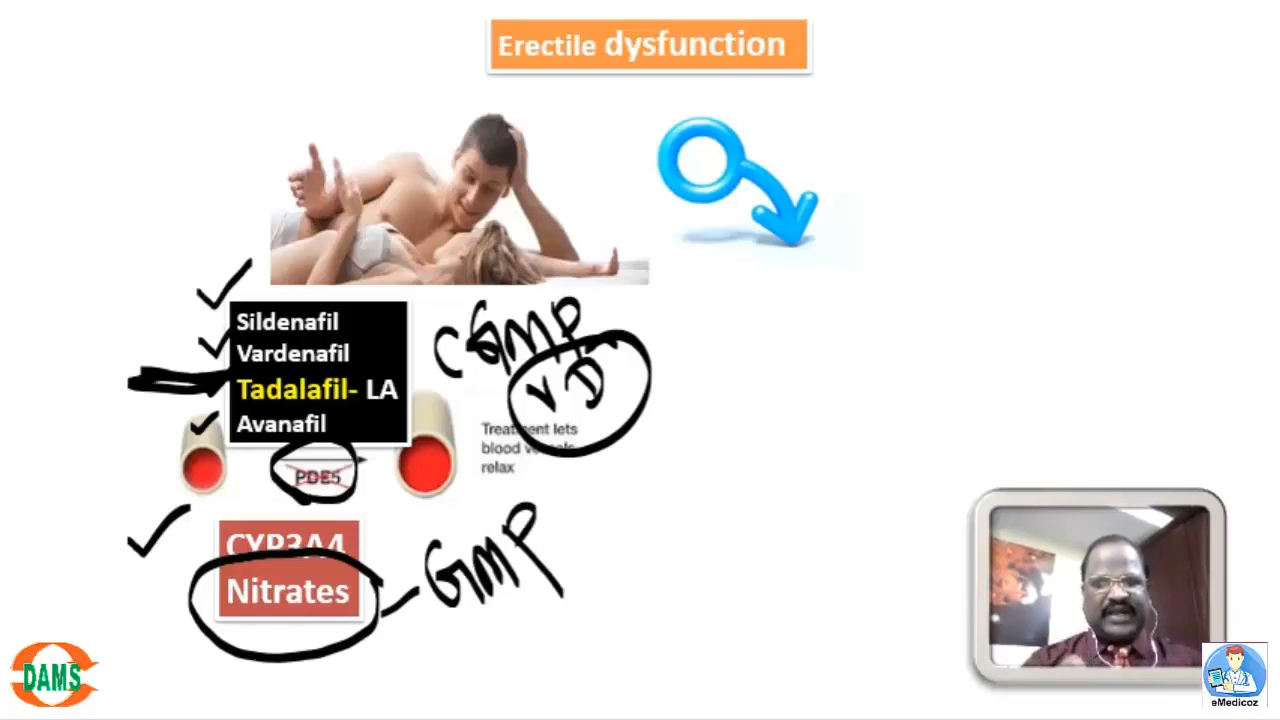 Erectile dysfunction
Sildenafil
Vardenafil
Tadalafil- LA
Avanafil
CGMP
VD
Treatment lets
blood vessels
relax
PDE5
CYP3A4
Nitrates
GMP
DAMS
eMedicoz